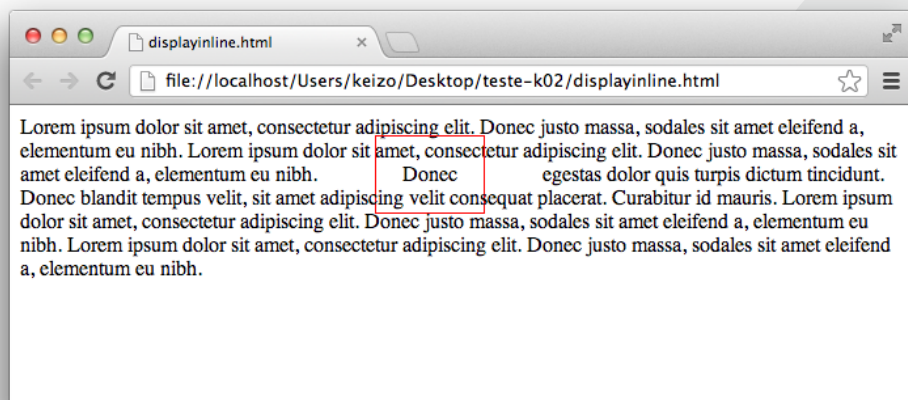 displayinline.html
file://localhost/Users/keizo/Desktop/teste-k02/displayinline.html
Lorem ipsum dolor sit amet, consectetur adipiscing elit. Donec justo massa, sodales sit amet eleifend a,
elementum eu nibh. Lorem ipsum dolor sit amet, consectetur adipiscing elit. Donec justo massa, sodales sit
amet eleifend a, elementum eu nibh. Donec egestas dolor quis turpis dictum tincidunt.
Donec blandit tempus velit, sit amet adipiscing velit consequat placerat. Curabitur id mauris. Lorem ipsum
dolor sit amet, consectetur adipiscing elit. Donec justo massa, sodales sit amet eleifend a, elementum eu
nibh. Lorem ipsum dolor sit amet, consectetur adipiscing elit. Donec justo massa, sodales sit amet eleifend
a, elementum eu nibh.